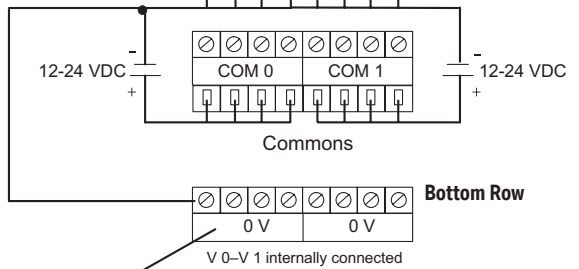 -
-
12-24 VDC
COM 0
COM 1
12-24 VDC
+
+
Commons
Bottom Row
0 V
0 V
V 0–V 1 internally connected